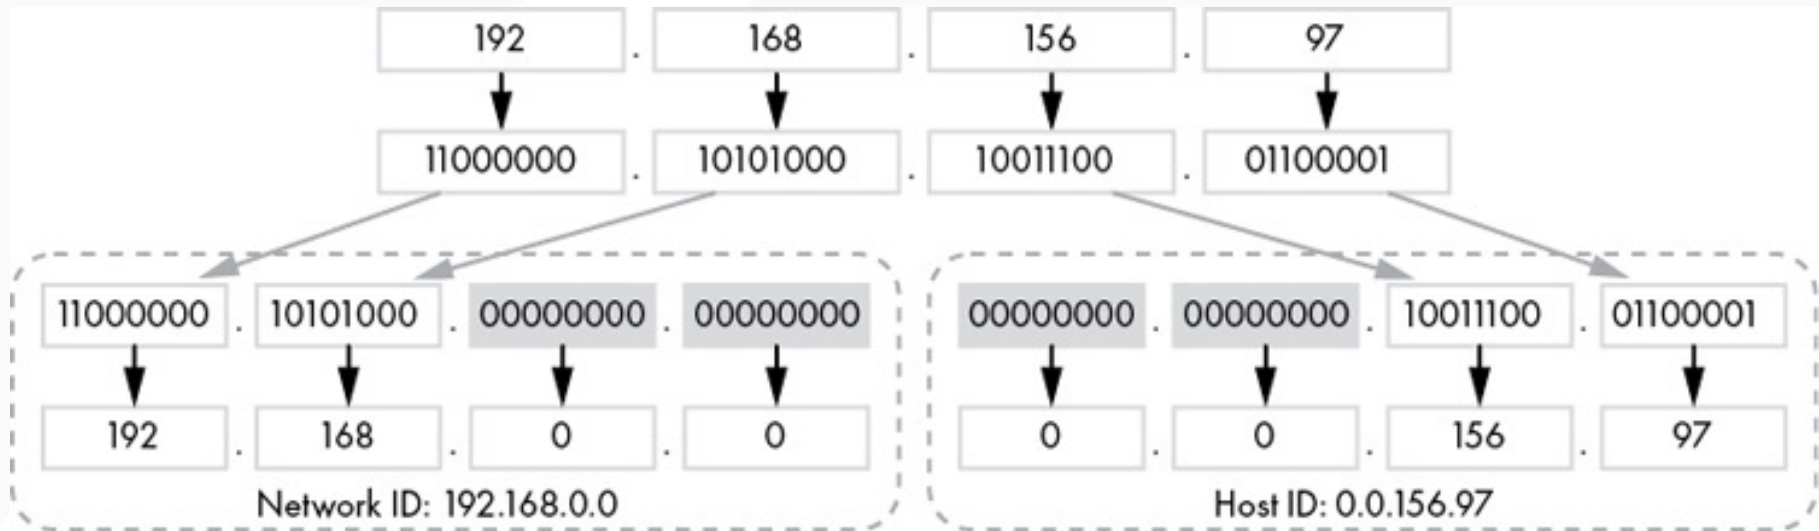 192 . 168 . 156 . 97
11000000 . 10101000 . 10011100 . 01100001
11000000 . 10101000 . 00000000 . 00000000
192 . 168 . 0 . 0
Network ID: 192.168.0.0
00000000 . 00000000 . 10011100 . 01100001
0 . 0 . 156 . 97
Host ID: 0.0.156.97